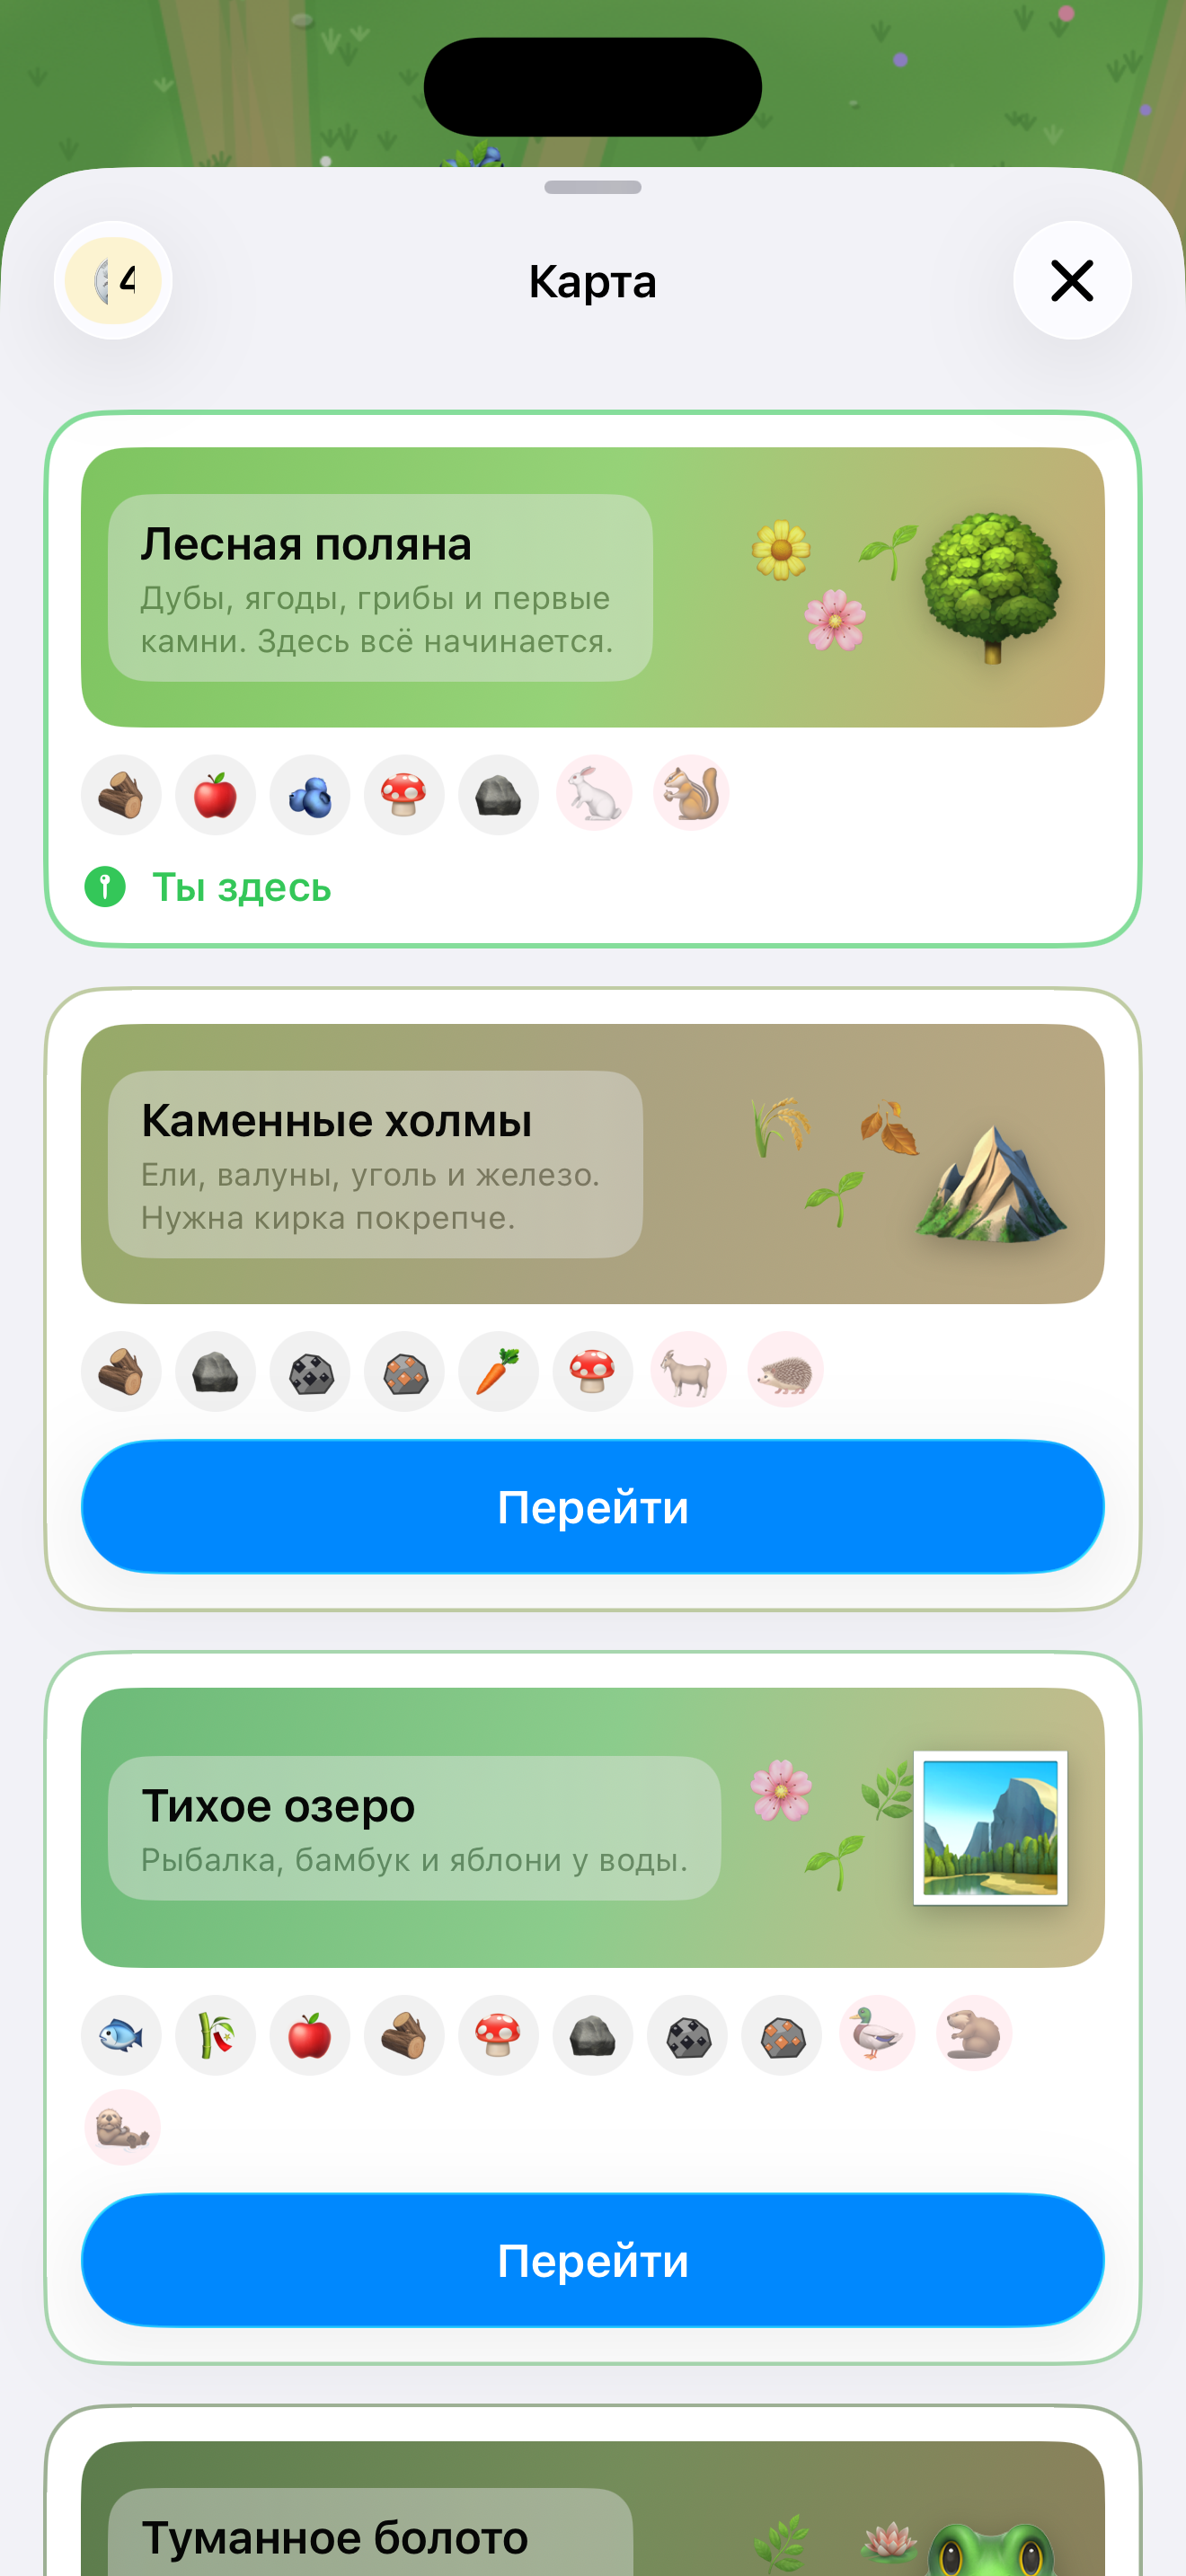 4
Карта
Лесная поляна
Дубы, ягоды, грибы и первые
камни. Здесь всё начинается.
Ты здесь
Каменные холмы
Ели, валуны, уголь и железо.
Нужна кирка покрепче.
Перейти
Тихое озеро
Рыбалка, бамбук и яблони у воды.
Перейти
Туманное болото